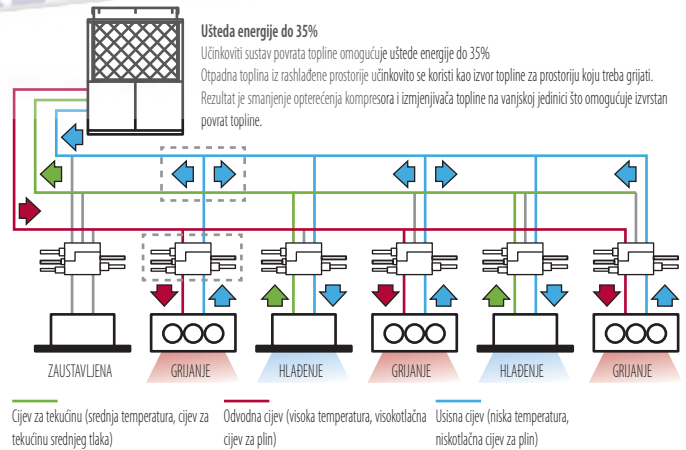 Ušteda energije do 35%
Učinkoviti sustav povrata topline omogućuje uštede energije do 35%
Otpadna toplina iz rashlađene prostorije učinkovito se koristi kao izvor topline za prostoriju koju treba grijati.
Rezultat je smanjenje opterećenja kompresora i izmjenjivača topline na vanjskoj jedinici što omogućuje izvrstan
povrat topline.
ZAUSTAVLJENA
GRIJANJE
HLAĐENJE
GRIJANJE
HLAĐENJE
GRIJANJE
Cijev za tekućinu (srednja temperatura, cijev za
tekućinu srednjeg tlaka)
Odvodna cijev (visoka temperatura, visokotlačna
cijev za plin)
Usisna cijev (niska temperatura,
niskotlačna cijev za plin)